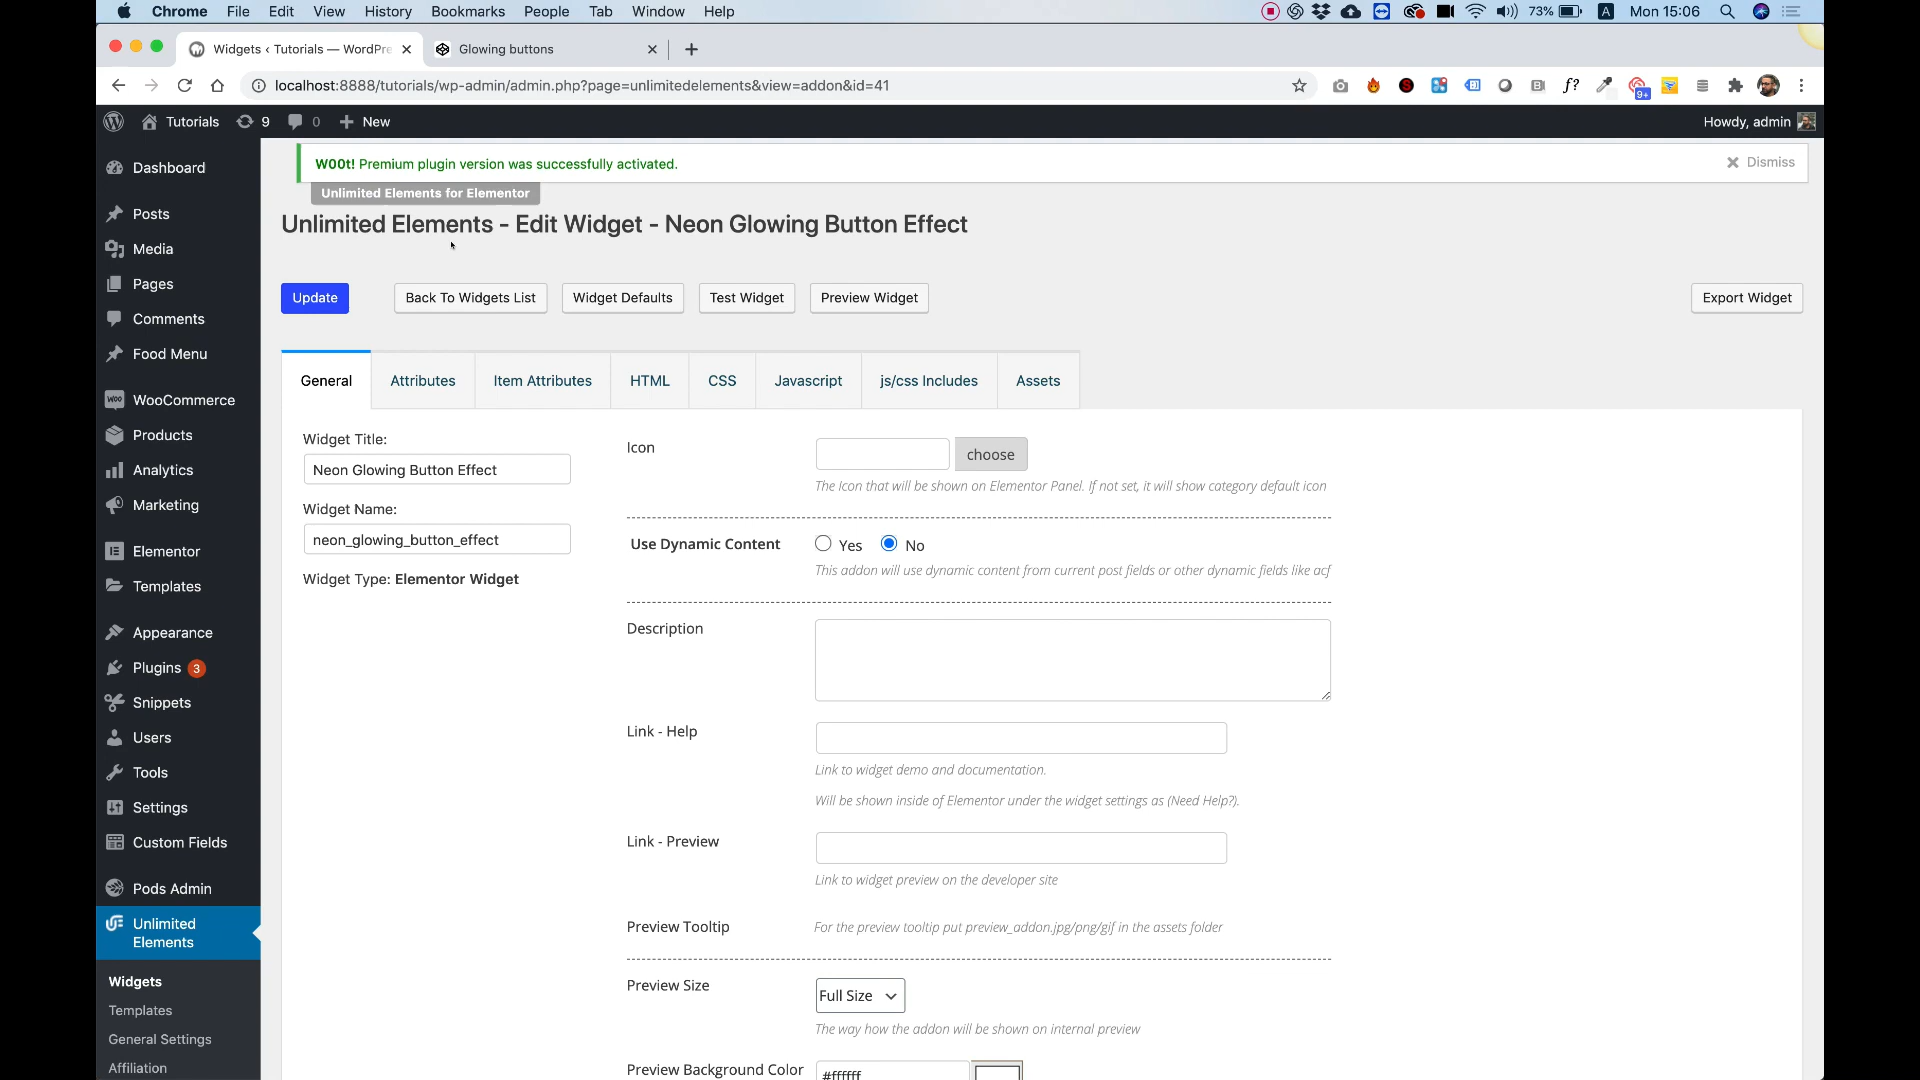 Chrome File Edit View History Bookmarks People Tab Window Help
73% A Mon 15:06
Widgets ‹ Tutorials — WordPre
Glowing buttons
localhost:8888/tutorials/wp-admin/admin.php?page=unlimitedelements&view=addon&id=41
f?
9+
Tutorials 9 0 New
Howdy, admin
W00t! Premium plugin version was successfully activated.
Dismiss
Unlimited Elements for Elementor
Unlimited Elements - Edit Widget - Neon Glowing Button Effect
Update
Back To Widgets List
Widget Defaults
Test Widget
Preview Widget
Export Widget
General
Attributes
Item Attributes
HTML
CSS
Javascript
js/css Includes
Assets
Dashboard
Posts
Media
Pages
Comments
Food Menu
WooCommerce
Products
Analytics
Marketing
Elementor
Templates
Appearance
Plugins 3
Snippets
Users
Tools
Settings
Custom Fields
Pods Admin
Unlimited
Elements
Widgets
Templates
General Settings
Affiliation
Widget Title:
Neon Glowing Button Effect
Widget Name:
neon_glowing_button_effect
Widget Type: Elementor Widget
Icon
choose
The Icon that will be shown on Elementor Panel. If not set, it will show category default icon
Use Dynamic Content
Yes No
This addon will use dynamic content from current post fields or other dynamic fields like acf
Description
Link - Help
Link to widget demo and documentation.
Will be shown inside of Elementor under the widget settings as (Need Help?).
Link - Preview
Link to widget preview on the developer site
Preview Tooltip
For the preview tooltip put preview_addon.jpg/png/gif in the assets folder
Preview Size
Full Size
The way how the addon will be shown on internal preview
Preview Background Color
#ffffff